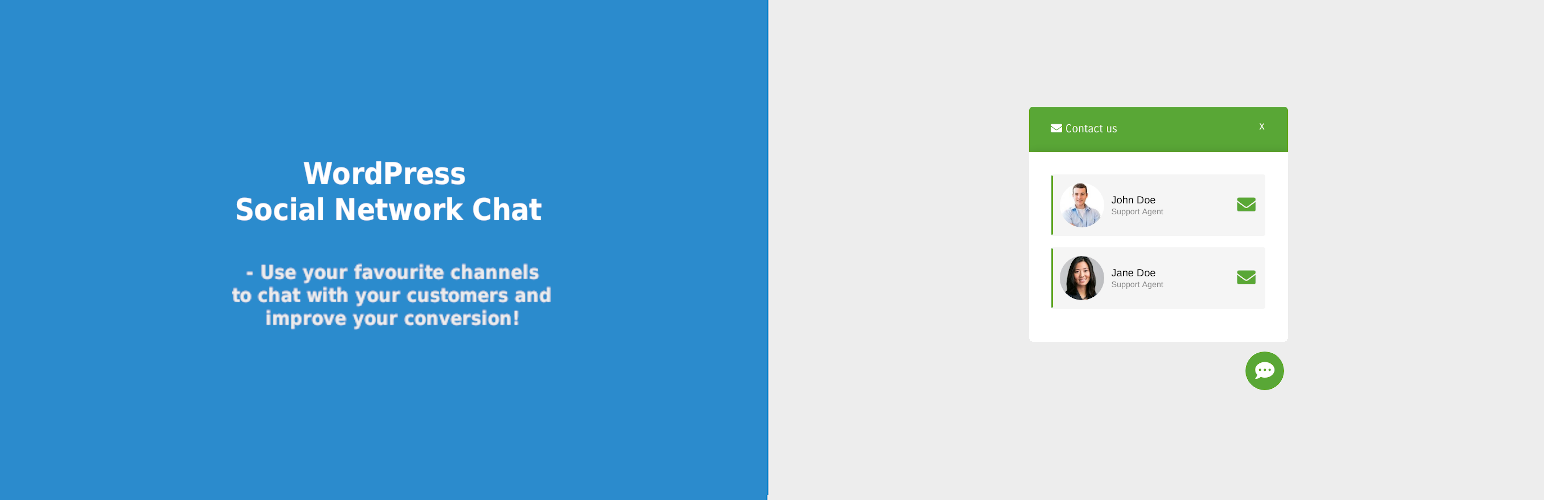 WordPress
Social Network Chat
- Use your favourite channels
to chat with your customers and
improve your conversion!
Contact us
x
John Doe
Support Agent
Jane Doe
Support Agent